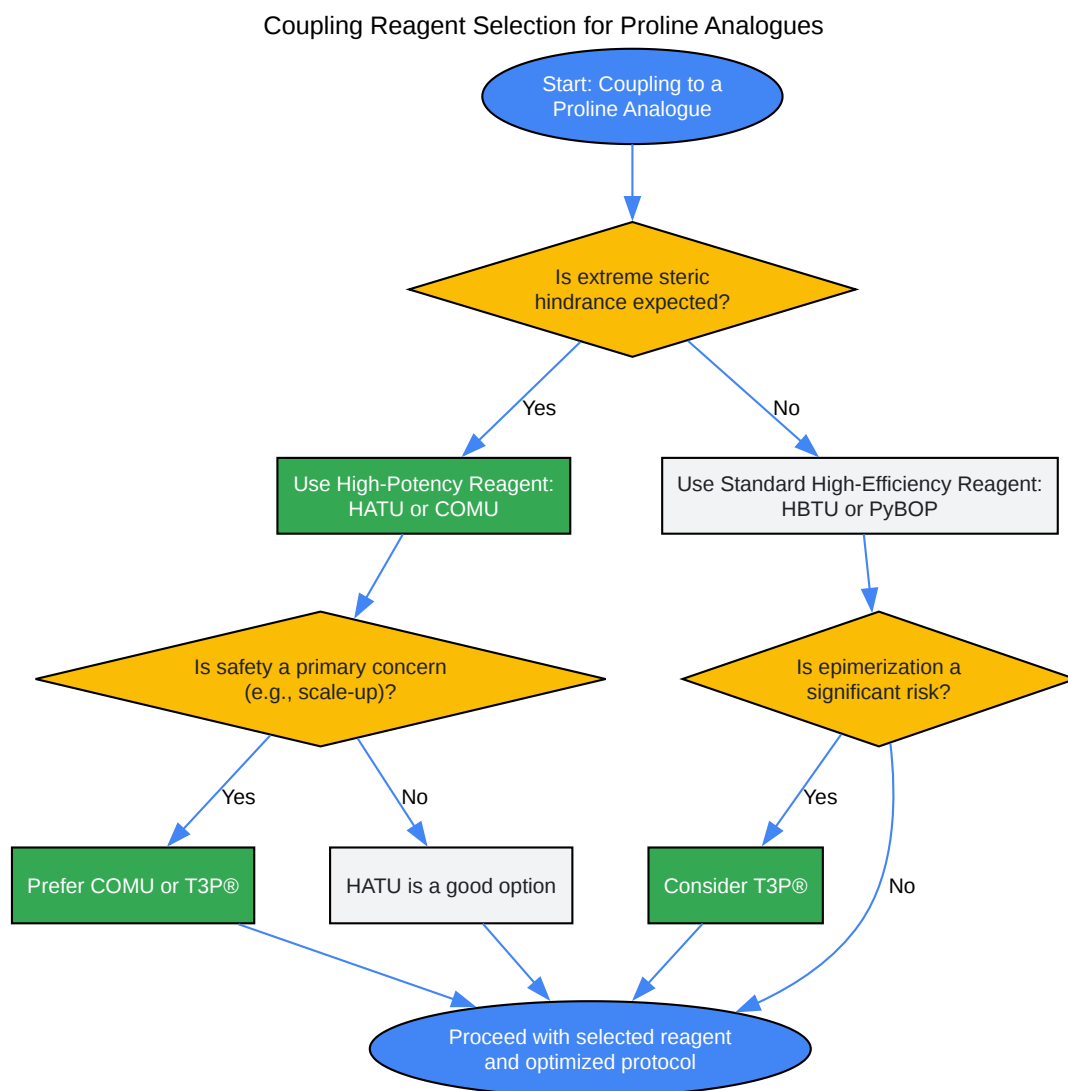 Coupling Reagent Selection for Proline Analogues
Start: Coupling to a
Proline Analogue
Is extreme steric
hindrance expected?
Yes
No
Use High-Potency Reagent:
HATU or COMU
Use Standard High-Efficiency Reagent:
HBTU or PyBOP
Is safety a primary concern
(e.g., scale-up)?
Is epimerization a
significant risk?
Yes
No
Yes
No
Prefer COMU or T3P®
HATU is a good option
Consider T3P®
Proceed with selected reagent
and optimized protocol